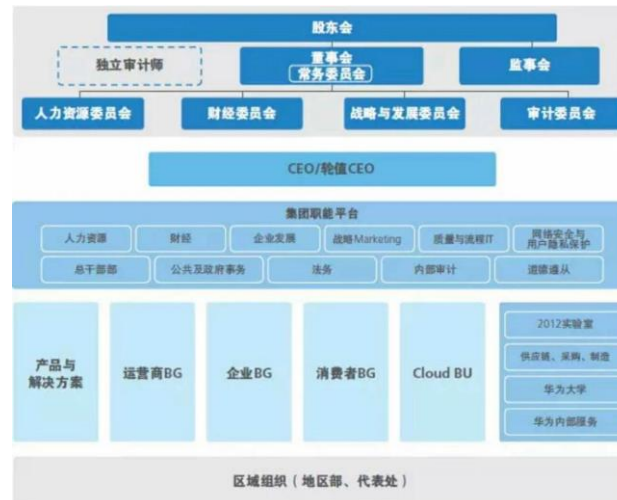 股东会
独立审计师
董事会
常务委员会
监事会
人力资源委员会
财经委员会
战略与发展委员会
审计委员会
CEO/轮值CEO
集团职能平台
人力资源
财经
企业发展
战略Marketing
质量与流程IT
网络安全与
用户隐私保护
总干部部
公共及政府事务
法务
内部审计
道德遵从
产品与
解决方案
运营商BG
企业BG
消费者BG
Cloud BU
2012实验室
供应链、采购、制造
华为大学
华为内部服务
区域组织（地区部、代表处）